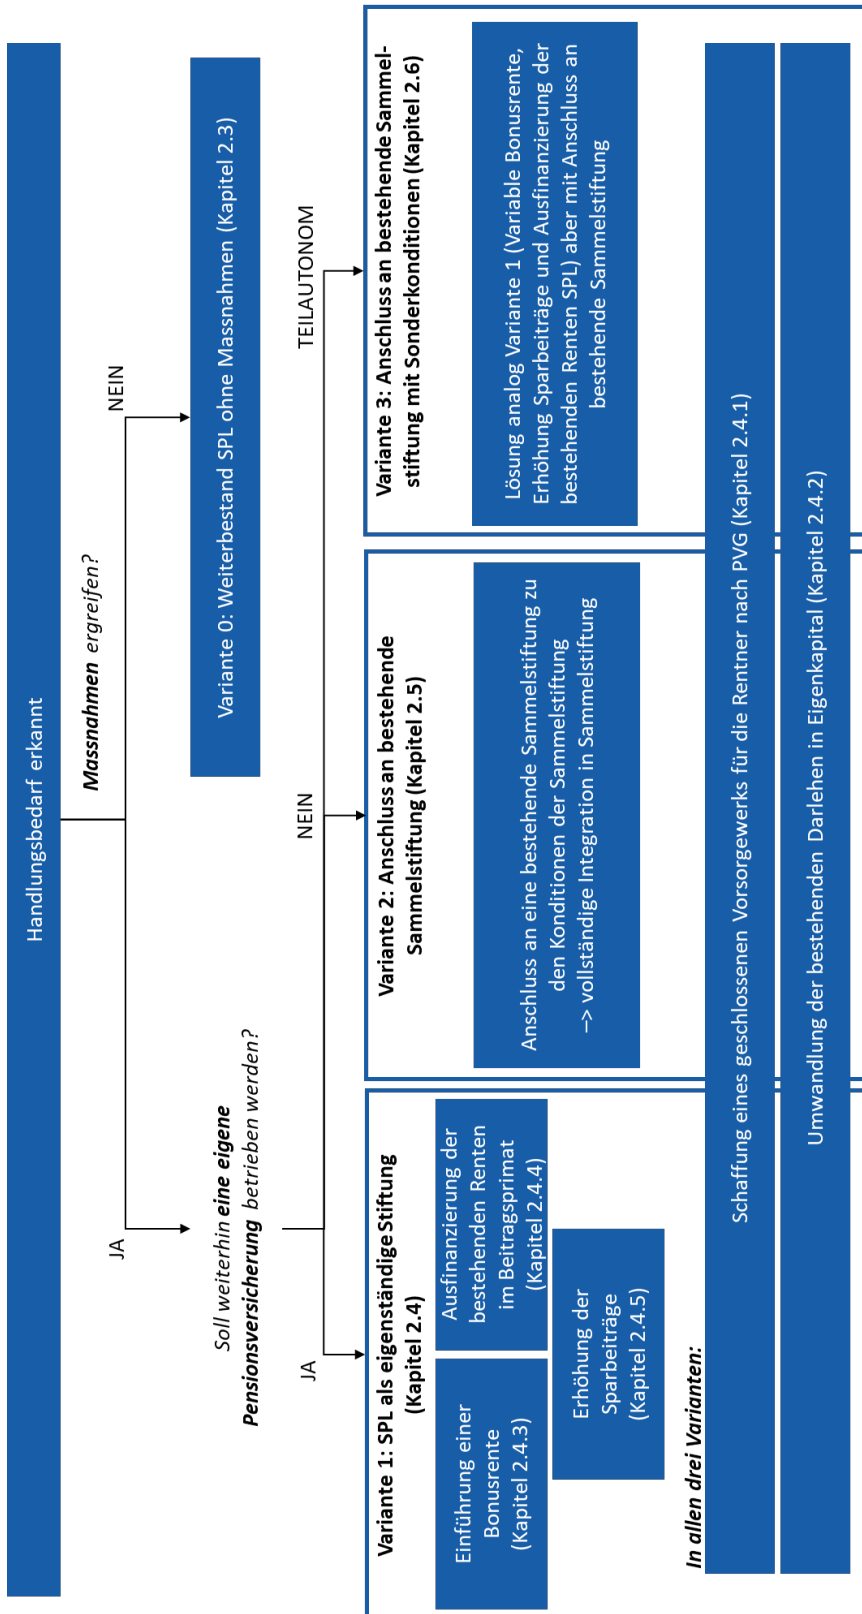 Handlungsbedarf erkannt
Massnahmen ergreifen?
JA
NEIN
Soll weiterhin eine eigene
Pensionsversicherung betrieben werden?
Variante 0: Weiterbestand SPL ohne Massnahmen (Kapitel 2.3)
JA
NEIN
TEILAUTONOM
Variante 1: SPL als eigenständige Stiftung
(Kapitel 2.4)
Einführung einer
Bonusrente
(Kapitel 2.4.3)
Ausfinanzierung der
bestehenden Renten
im Beitragsprimat
(Kapitel 2.4.4)
Erhöhung der
Sparbeiträge
(Kapitel 2.4.5)
Variante 2: Anschluss an bestehende
Sammelstiftung (Kapitel 2.5)
Anschluss an eine bestehende Sammelstiftung zu
den Konditionen der Sammelstiftung
–> vollständige Integration in Sammelstiftung
Variante 3: Anschluss an bestehende Sammel-
stiftung mit Sonderkonditionen (Kapitel 2.6)
Lösung analog Variante 1 (Variable Bonusrente,
Erhöhung Sparbeiträge und Ausfinanzierung der
bestehenden Renten SPL) aber mit Anschluss an
bestehende Sammelstiftung
In allen drei Varianten:
Schaffung eines geschlossenen Vorsorgewerks für die Rentner nach PVG (Kapitel 2.4.1)
Umwandlung der bestehenden Darlehen in Eigenkapital (Kapitel 2.4.2)